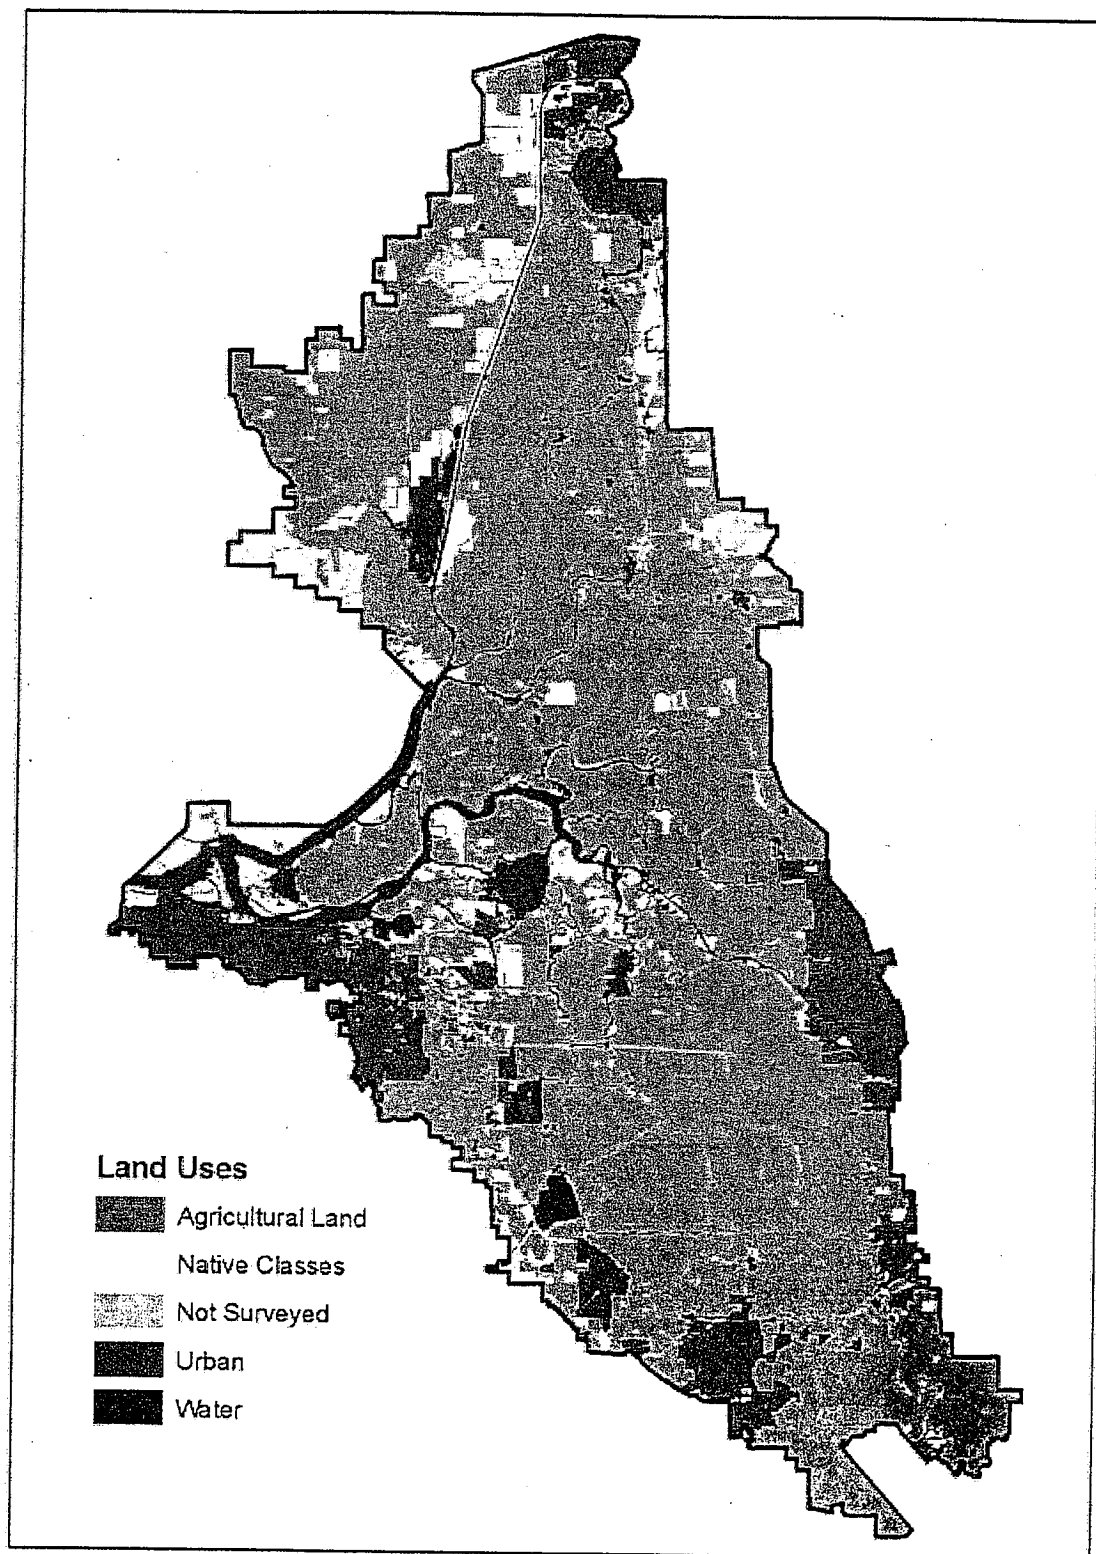 Land Uses
Agricultural Land
Native Classes
Not Surveyed
Urban
Water